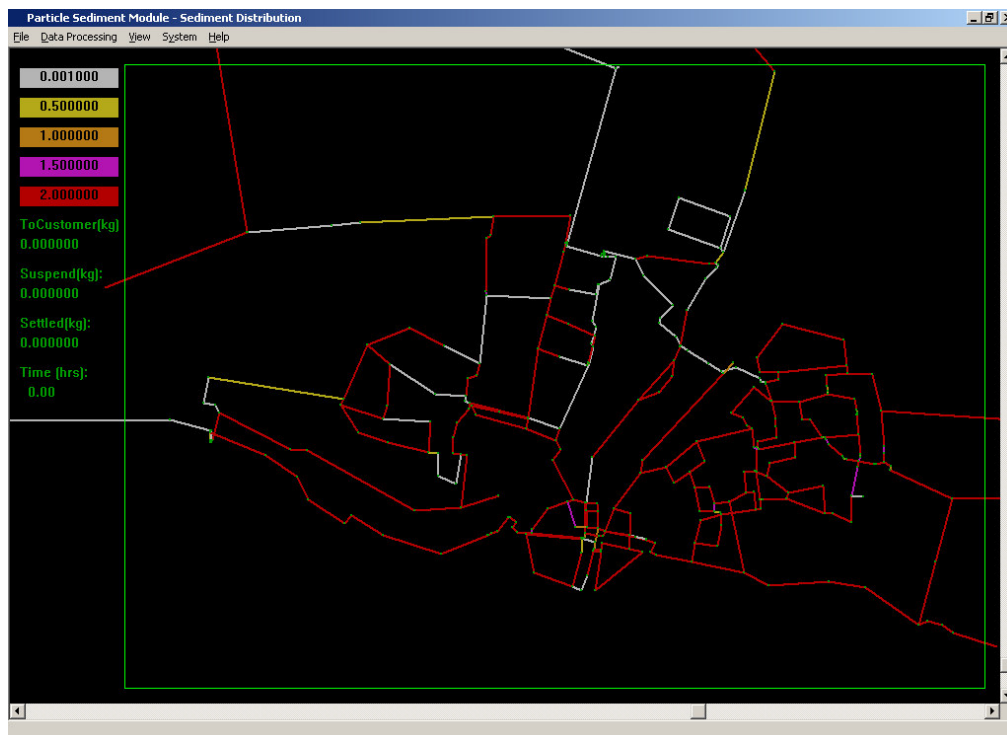 Particle Sediment Module - Sediment Distribution
File Data Processing View System Help
0.001000
0.500000
1.000000
1.500000
2.000000
ToCustomer(kg)
0.000000
Suspend(kg):
0.000000
Settled(kg):
0.000000
Time (hrs):
0.00